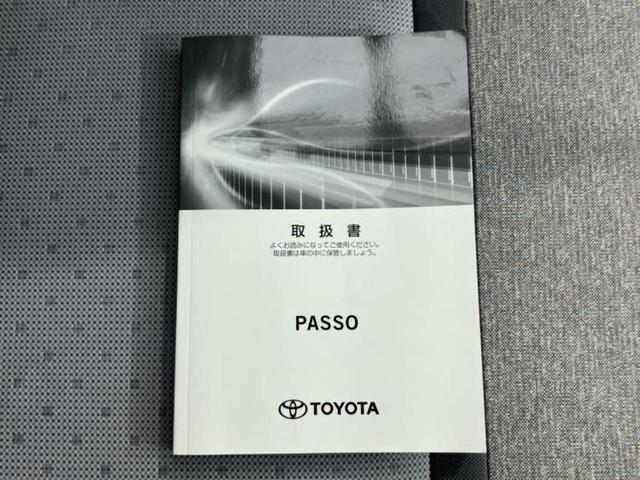 取扱書
よくお読みになってご使用ください。
取扱書は車の中に保管しましょう。
PASSO
TOYOTA